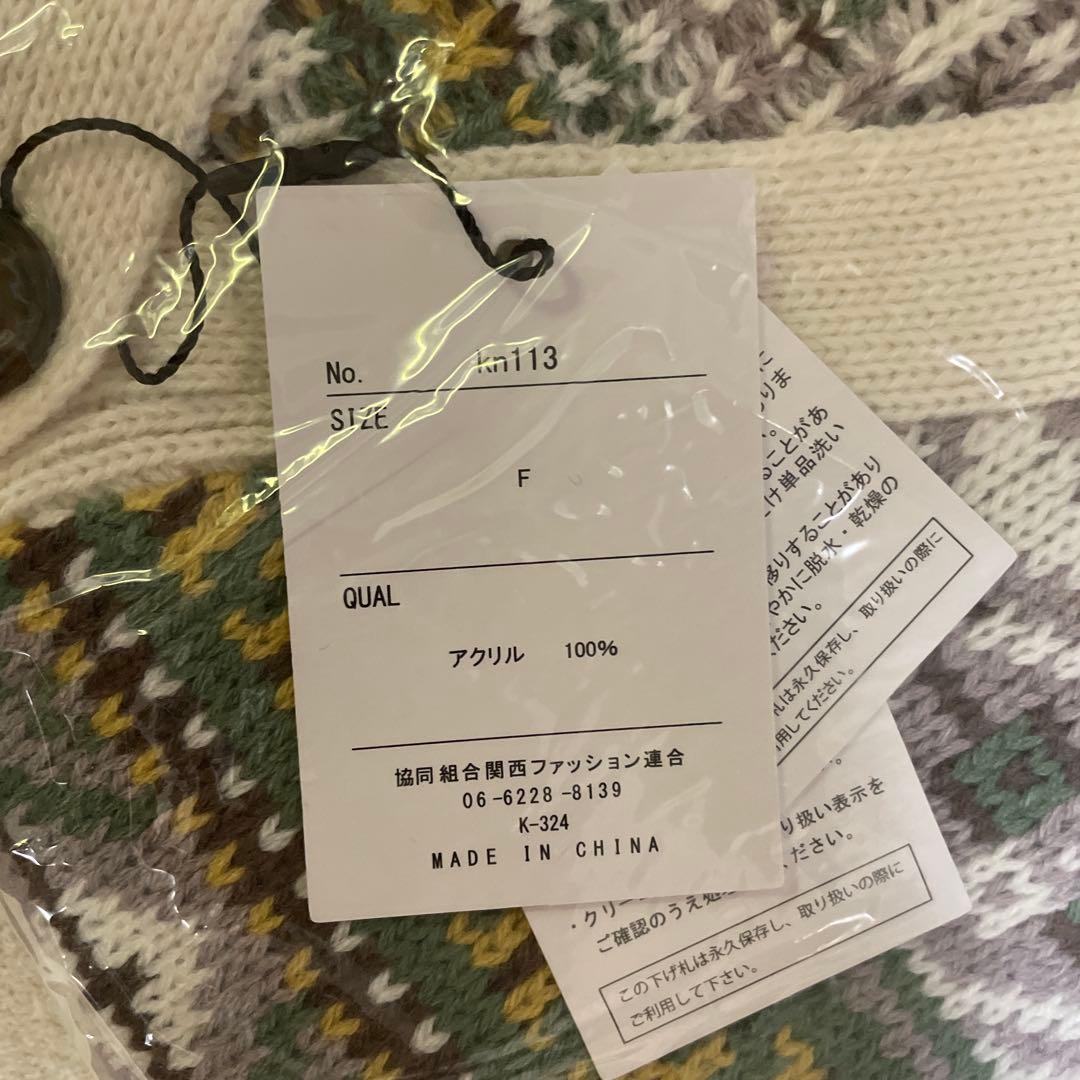 No. kn113
SIZE
F
QUAL
アクリル 100%
協同組合関西ファッション連合
06-6228-8139
K-324
MADE IN CHINA
に
りま
ることがあ
け単品洗い
移りすることがあり
やかに脱水・乾燥の
ださい。
札は永久保存し、取り扱いの際に
用してください。
り扱い表示を
ださい。
・クリー
ご確認のうえ処
この下げ札は永久保存し、取り扱いの際に
ご利用して下さい。